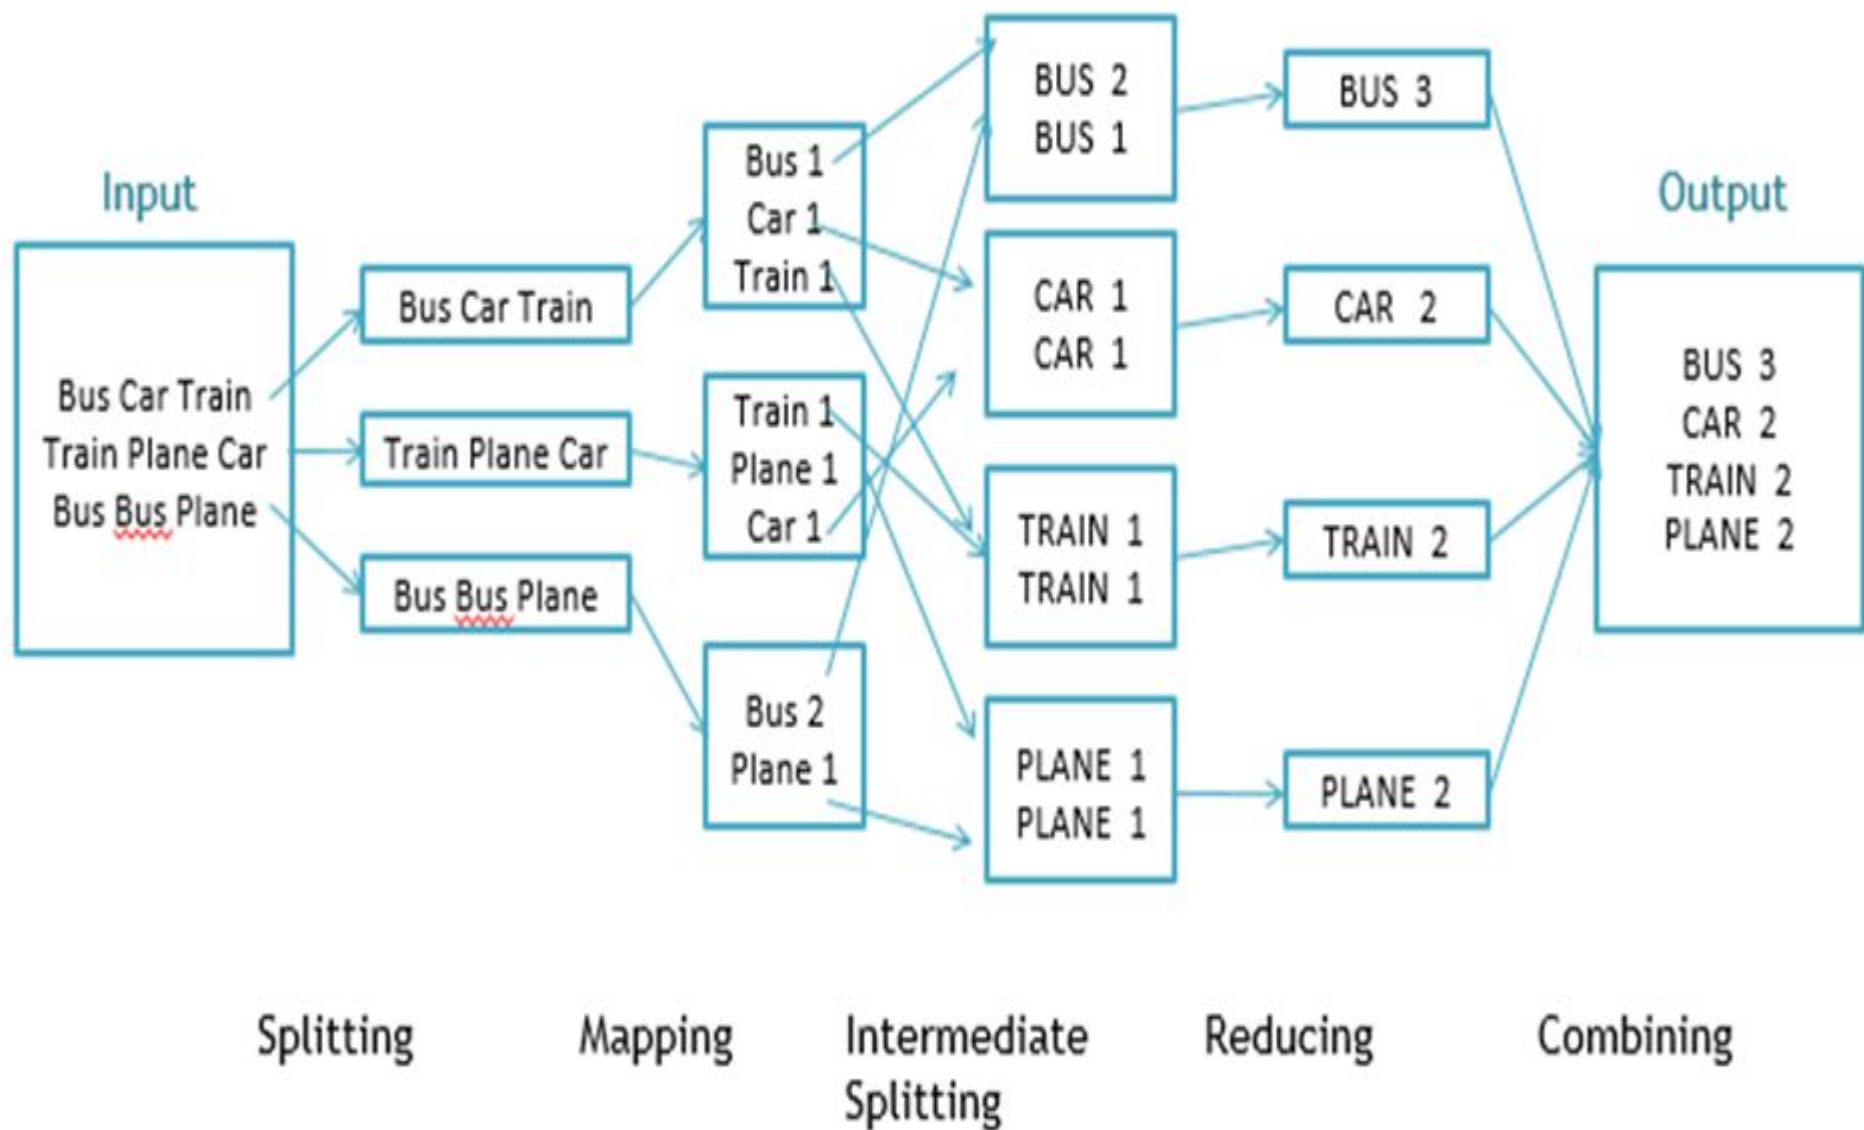 Input
Bus Car Train
Train Plane Car
Bus Bus Plane
Bus Car Train
Train Plane Car
Bus Bus Plane
Bus 1
Car 1
Train 1
Train 1
Plane 1
Car 1
Bus 2
Plane 1
BUS 2
BUS 1
CAR 1
CAR 1
TRAIN 1
TRAIN 1
PLANE 1
PLANE 1
BUS 3
CAR 2
TRAIN 2
PLANE 2
Output
BUS 3
CAR 2
TRAIN 2
PLANE 2
Splitting
Mapping
Intermediate
Splitting
Reducing
Combining